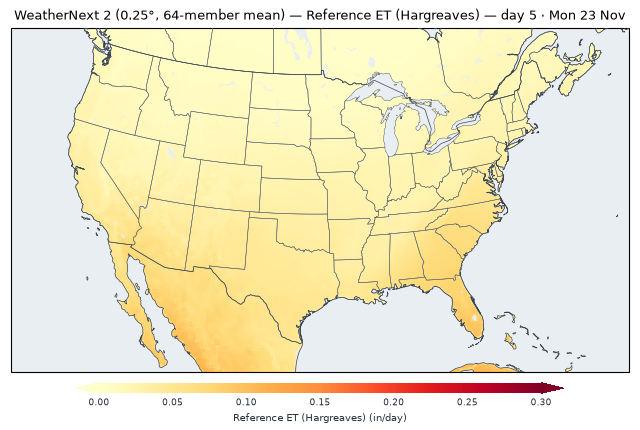 WeatherNext 2 (0.25°, 64-member mean) — Reference ET (Hargreaves) — day 5 · Mon 23 Nov
0.00 0.05 0.10 0.15 0.20 0.25 0.30
Reference ET (Hargreaves) (in/day)